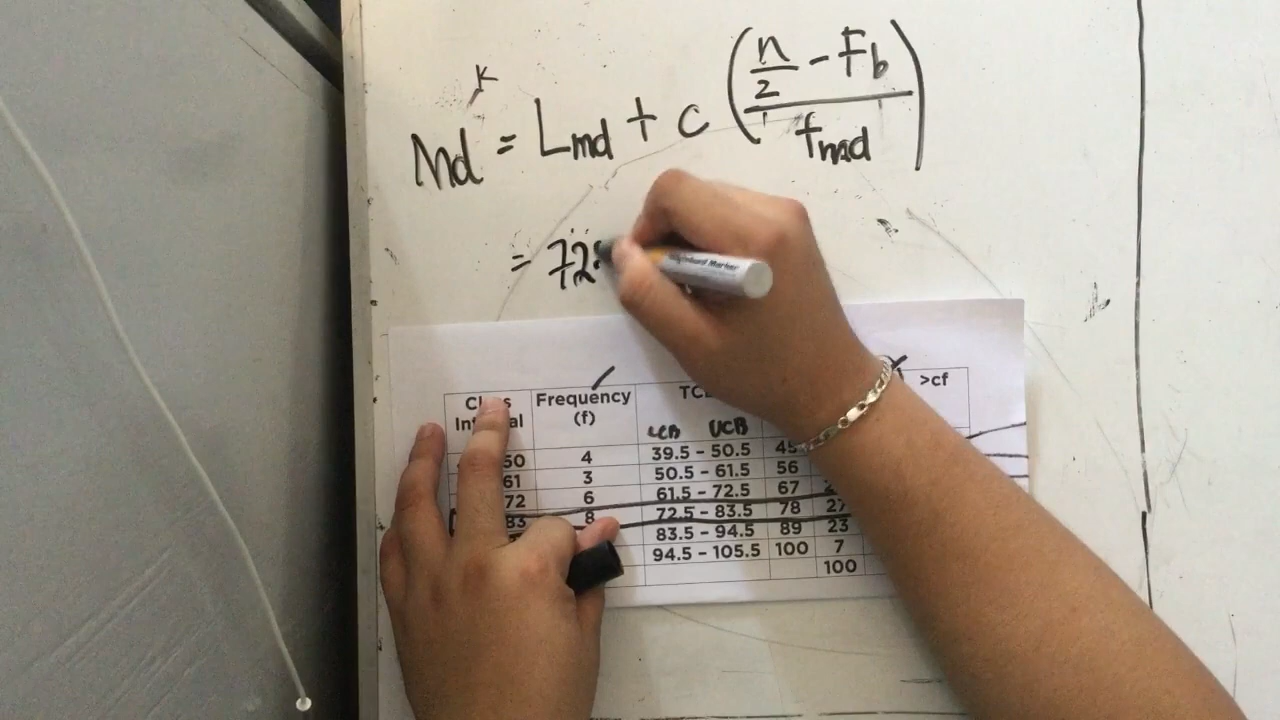 K
Md = Lmd + c ( n/2 - Fb / fmd )
= 72
Frequency >cf
(f)
LCB UCB
50 4 39.5 - 50.5 45
61 3 50.5 - 61.5 56
72 6 61.5 - 72.5 67
83 8 72.5 - 83.5 78 27
83.5 - 94.5 89 23
94.5 - 105.5 100 7
100